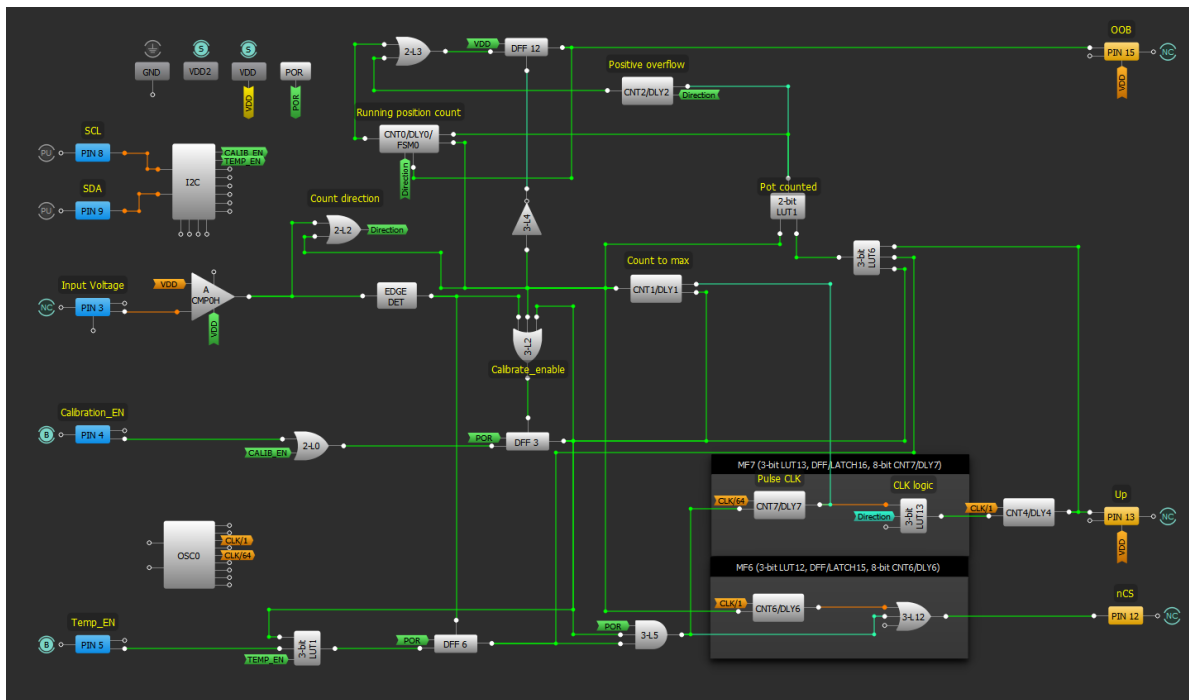 OOB
PIN 15
NC
VDD
2-L3
VDD
DFF 12
Positive overflow
CNT2/DLY2
Direction
S
S
GND
VDD2
VDD
POR
VDD
POR
Running position count
CNT0/DLY0/
FSM0
Direction
SCL
PU
PIN 8
I2C
CALIB_EN
TEMP_EN
SDA
PU
PIN 9
Pot counted
2-bit
LUT1
Count direction
2-L2
Direction
3-L4
3-bit
LUT6
Input Voltage
NC
PIN 3
VDD
A
CMP0H
VDD
EDGE
DET
Count to max
CNT1/DLY1
3-L2
Calibrate_enable
Calibration_EN
B
PIN 4
CALIB_EN
2-L0
POR
DFF 3
MF7 (3-bit LUT13, DFF/LATCH16, 8-bit CNT7/DLY7)
Pulse CLK
CLK/64
CNT7/DLY7
CLK logic
Direction
3-bit
LUT13
CLK/1
CNT4/DLY4
Up
PIN 13
NC
VDD
OSC0
CLK/1
CLK/64
MF6 (3-bit LUT12, DFF/LATCH15, 8-bit CNT6/DLY6)
CLK/1
CNT6/DLY6
3-L12
nCS
PIN 12
NC
Temp_EN
B
PIN 5
TEMP_EN
3-bit
LUT1
POR
DFF 6
POR
3-L5